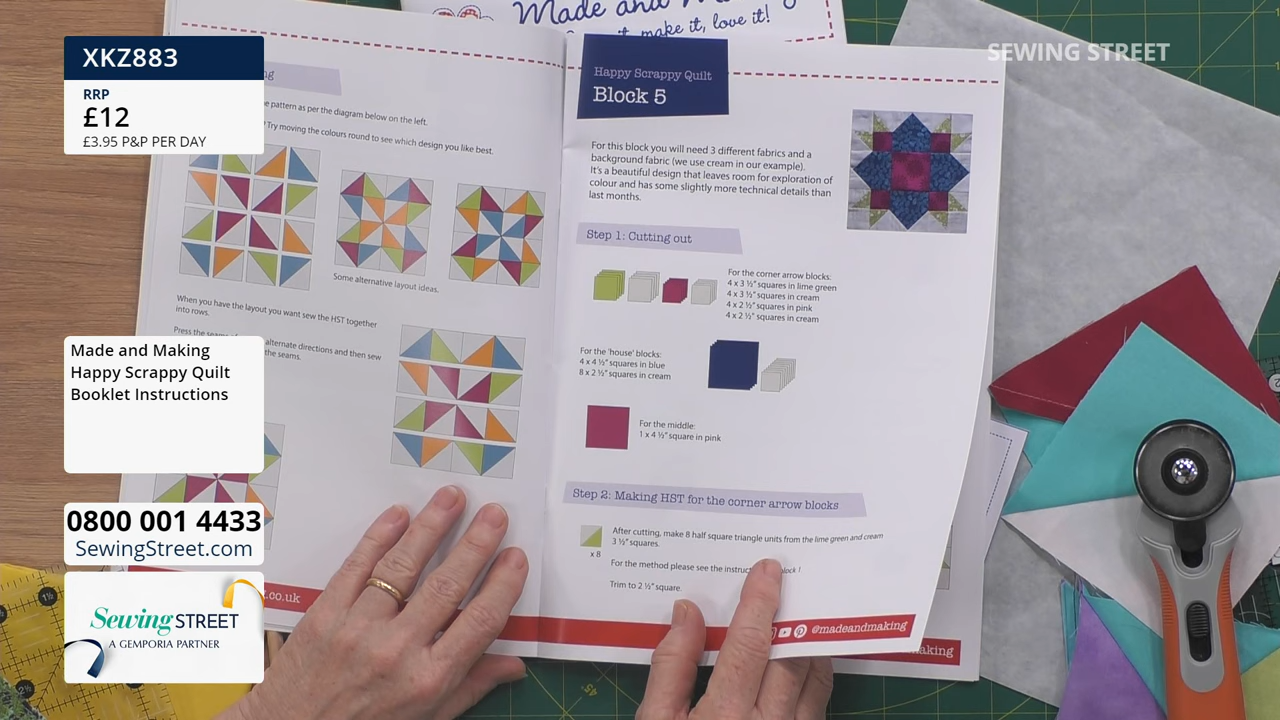 XKZ883
RRP
£12
£3.95 P&P PER DAY
Made and Making
Happy Scrappy Quilt
Booklet Instructions
0800 001 4433
SewingStreet.com
Sewing STREET
A GEMPORIA PARTNER
SEWING STREET
Made and
make it, love it!
pattern as per the diagram below on the left.
Try moving the colours round to see which design you like best.
Some alternative layout ideas.
When you have the layout you want sew the HST together
into rows.
Press the seams
alternate directions and then sew
the seams.
.co.uk
Happy Scrappy Quilt
Block 5
For this block you will need 3 different fabrics and a
background fabric (we use cream in our example).
It's a beautiful design that leaves room for exploration of
colour and has some slightly more technical details than
last months.
Step 1: Cutting out
For the corner arrow blocks:
4 x 3 ½" squares in lime green
4 x 3 ½" squares in cream
4 x 2 ½" squares in pink
4 x 2 ½" squares in cream
For the 'house' blocks:
4 x 4 ½" squares in blue
8 x 2 ½" squares in cream
For the middle:
1 x 4 ½" square in pink
Step 2: Making HST for the corner arrow blocks
x 8
After cutting, make 8 half square triangle units from the lime green and cream
3 ½" squares.
For the method please see the block 1
Trim to 2 ½" square.
@madeandmaking
making
45
1½
2½